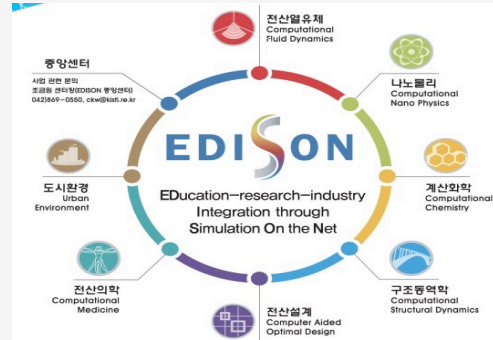 전산열유체
Computational
Fluid Dynamics
중앙센터
사업 관련 문의
조금원 센터장(EDISON 중앙센터)
042)869-0550, ckw@kisti.re.kr
나노물리
Computational
Nano Physics
EDISON
도시환경
Urban
Environment
EDucation-research-industry
Integration through
Simulation On the Net
계산화학
Computational
Chemistry
전산의학
Computational
Medicine
구조동역학
Computational
Structural Dynamics
전산설계
Computer Aided
Optimal Design